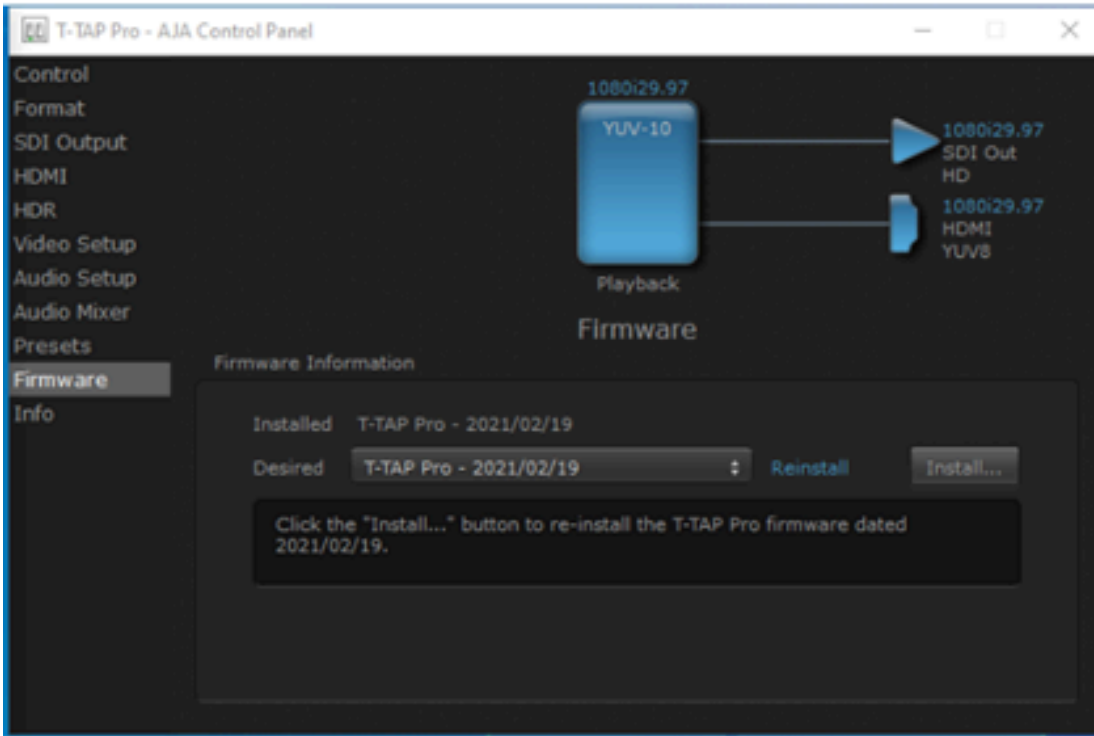 T-TAP Pro - AJA Control Panel
Control
Format
SDI Output
HDMI
HDR
Video Setup
Audio Setup
Audio Mixer
Presets
Firmware
Info
1080i29.97
YUV-10
Playback
1080i29.97
SDI Out
HD
1080i29.97
HDMI
YUV8
Firmware
Firmware Information
Installed T-TAP Pro - 2021/02/19
Desired T-TAP Pro - 2021/02/19 Reinstall Install...
Click the "Install..." button to re-install the T-TAP Pro firmware dated
2021/02/19.